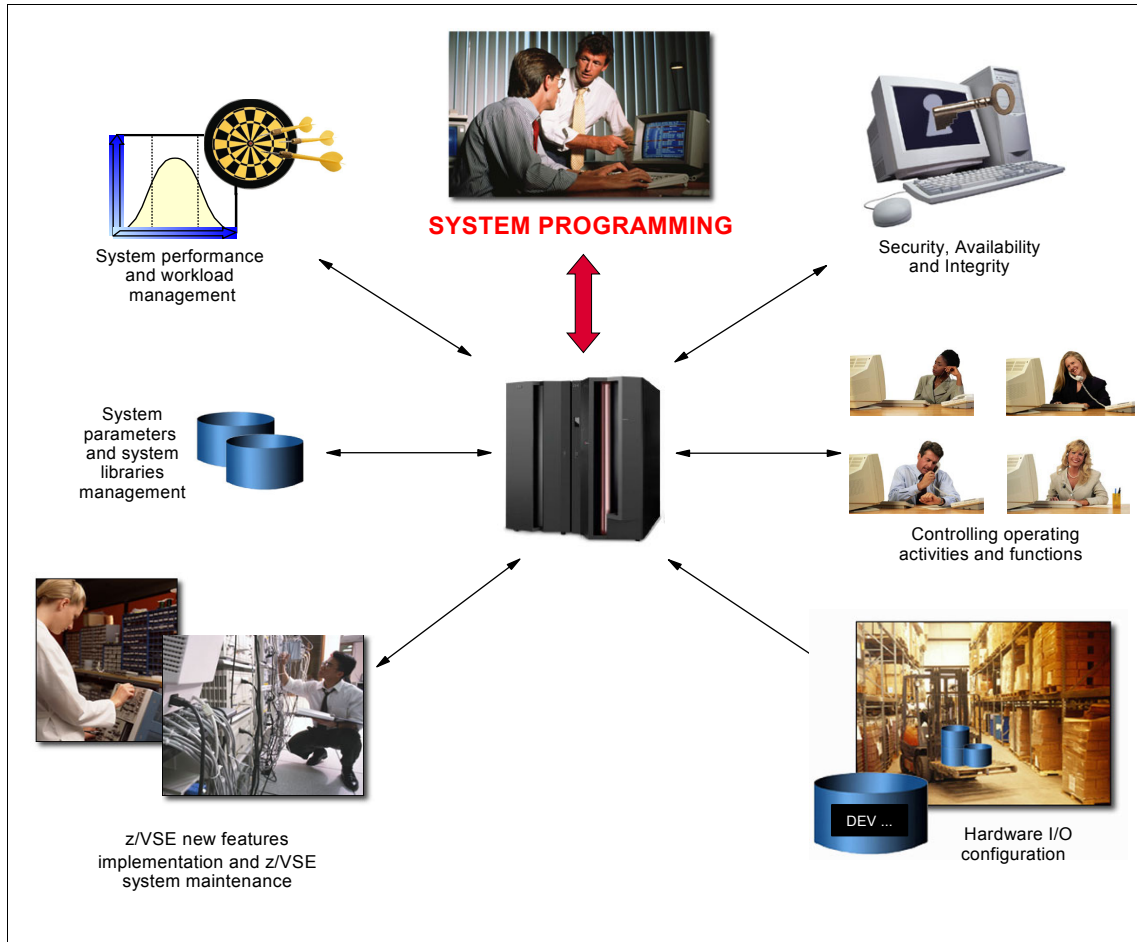 SYSTEM PROGRAMMING
System performance
and workload
management
Security, Availability
and Integrity
System
parameters
and system
libraries
management
Controlling operating
activities and functions
z/VSE new features
implementation and z/VSE
system maintenance
DEV ...
Hardware I/O
configuration